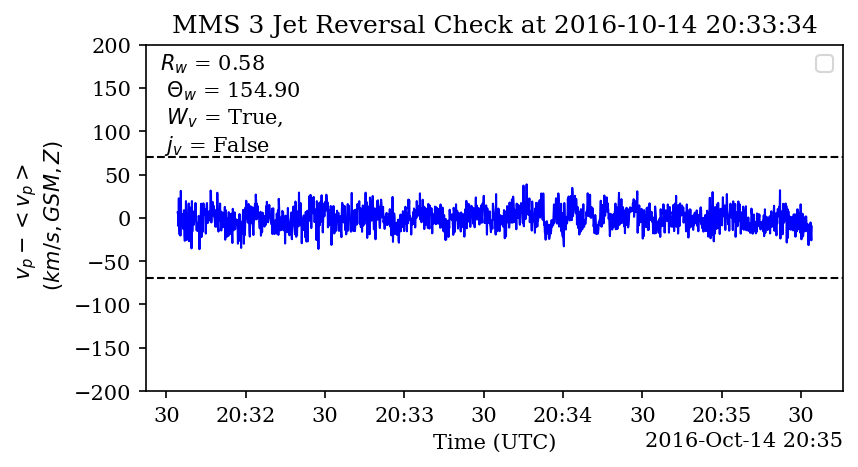 MMS 3 Jet Reversal Check at 2016-10-14 20:33:34
200
150
100
50
0
−50
−100
−150
−200
v_p − < v_p >
(km/s, GSM, Z)
R_w = 0.58
Θ_w = 154.90
W_v = True,
j_v = False
30 20:32 30 20:33 30 20:34 30 20:35 30
Time (UTC)
2016-Oct-14 20:35